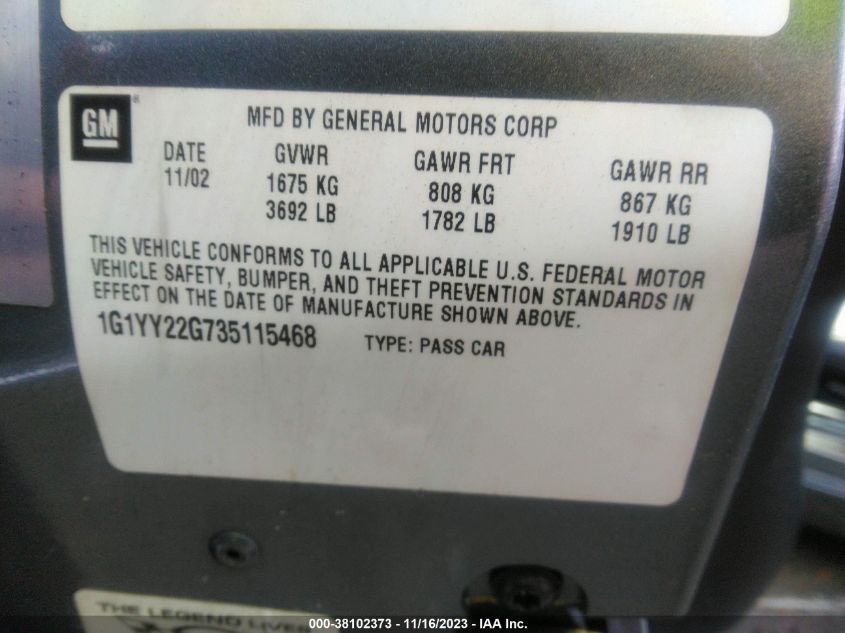 GM
MFD BY GENERAL MOTORS CORP
DATE GVWR GAWR FRT GAWR RR
11/02 1675 KG 808 KG 867 KG
3692 LB 1782 LB 1910 LB
THIS VEHICLE CONFORMS TO ALL APPLICABLE U.S. FEDERAL MOTOR
VEHICLE SAFETY, BUMPER, AND THEFT PREVENTION STANDARDS IN
EFFECT ON THE DATE OF MANUFACTURE SHOWN ABOVE.
1G1YY22G735115468 TYPE: PASS CAR
THE LEGEND LIVES
000-38102373 - 11/16/2023 - IAA Inc.